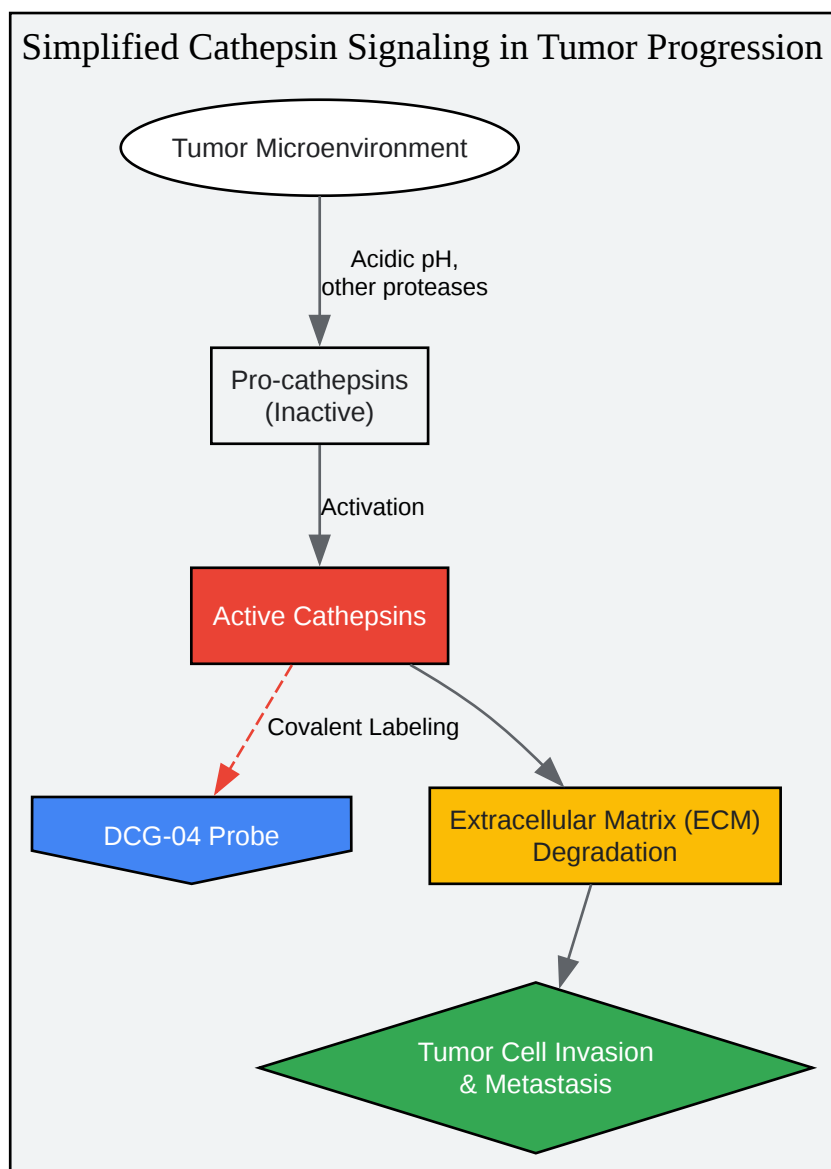 Simplified Cathepsin Signaling in Tumor Progression
Tumor Microenvironment
Acidic pH,
other proteases
Pro-cathepsins
(Inactive)
Activation
Active Cathepsins
Covalent Labeling
DCG-04 Probe
Extracellular Matrix (ECM)
Degradation
Tumor Cell Invasion
& Metastasis